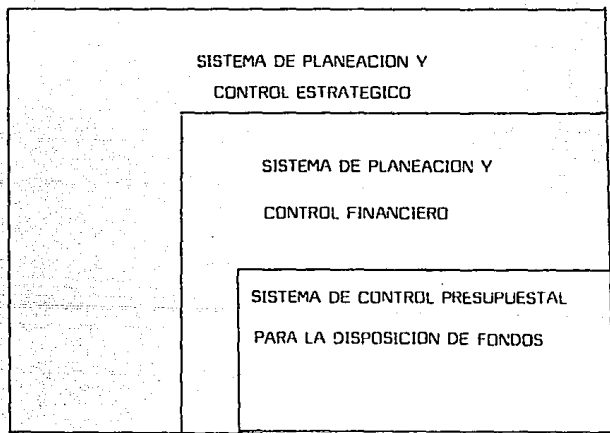 SISTEMA DE PLANEACION Y
CONTROL ESTRATEGICO
SISTEMA DE PLANEACION Y
CONTROL FINANCIERO
SISTEMA DE CONTROL PRESUPUESTAL
PARA LA DISPOSICION DE FONDOS